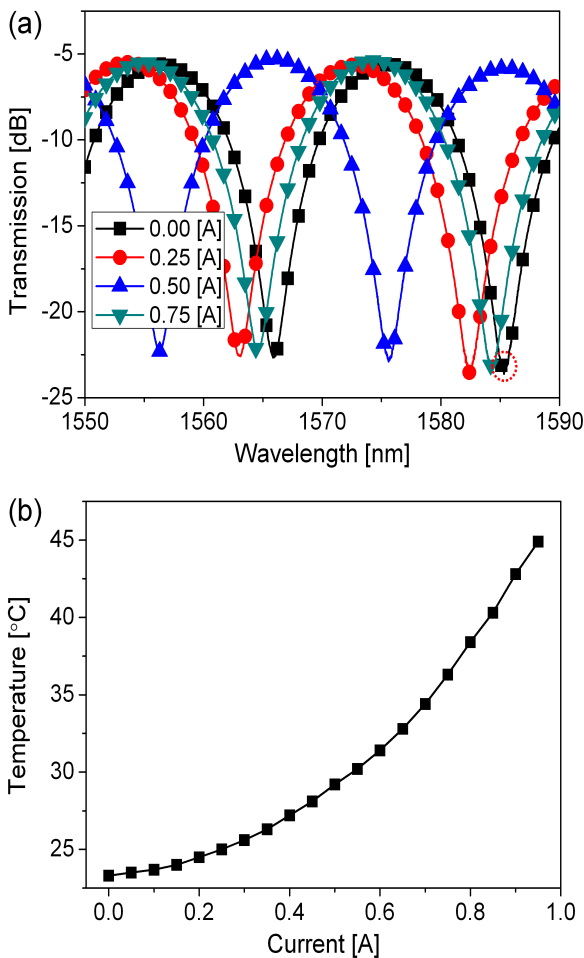 (a)
-5
-10
-15
-20
-25
Transmission [dB]
0.00 [A]
0.25 [A]
0.50 [A]
0.75 [A]
1550 1560 1570 1580 1590
Wavelength [nm]
(b)
45
40
35
30
25
Temperature [°C]
0.0 0.2 0.4 0.6 0.8 1.0
Current [A]